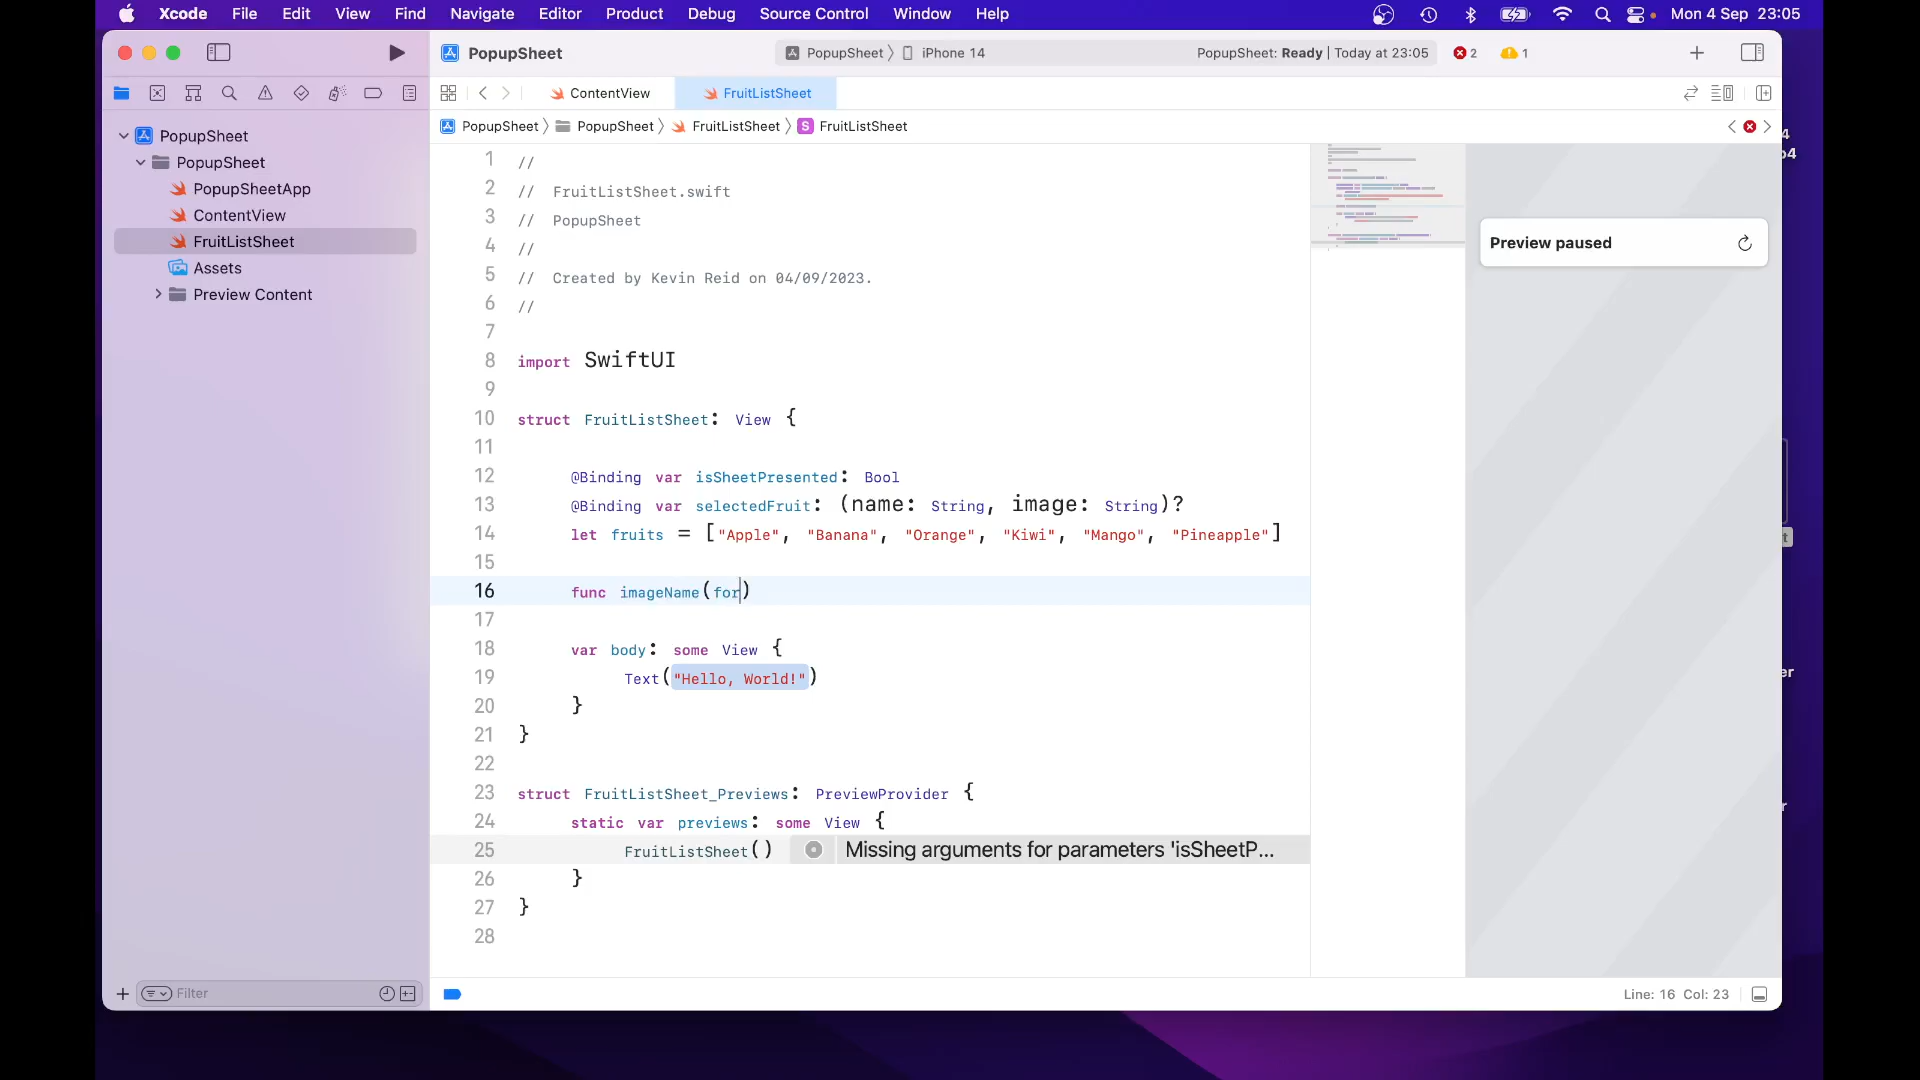 Xcode File Edit View Find Navigate Editor Product Debug Source Control Window Help Mon 4 Sep 23:05
PopupSheet PopupSheet iPhone 14 PopupSheet: Ready | Today at 23:05 2 1
ContentView FruitListSheet
PopupSheet PopupSheet FruitListSheet S FruitListSheet
PopupSheet
PopupSheet
PopupSheetApp
ContentView
FruitListSheet
Assets
Preview Content
Filter
1 //
2 // FruitListSheet.swift
3 // PopupSheet
4 //
5 // Created by Kevin Reid on 04/09/2023.
6 //
7
8 import SwiftUI
9
10 struct FruitListSheet: View {
11
12 @Binding var isSheetPresented: Bool
13 @Binding var selectedFruit: (name: String, image: String)?
14 let fruits = ["Apple", "Banana", "Orange", "Kiwi", "Mango", "Pineapple"]
15
16 func imageName(for)
17
18 var body: some View {
19 Text("Hello, World!")
20 }
21 }
22
23 struct FruitListSheet_Previews: PreviewProvider {
24 static var previews: some View {
25 FruitListSheet() Missing arguments for parameters 'isSheetP...
26 }
27 }
28
Preview paused
Line: 16 Col: 23